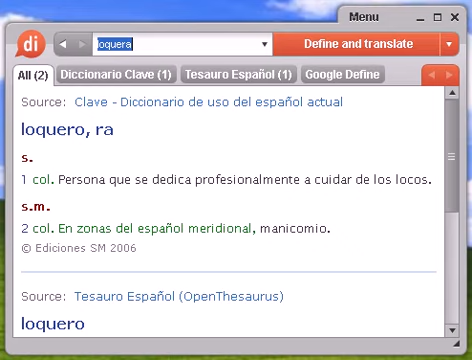 Menu
di
loquera
Define and translate
All (2)
Diccionario Clave (1)
Tesauro Español (1)
Google Define
Source: Clave - Diccionario de uso del español actual
loquero, ra
s.
1 col. Persona que se dedica profesionalmente a cuidar de los locos.
s.m.
2 col. En zonas del español meridional, manicomio.
© Ediciones SM 2006
Source: Tesauro Español (OpenThesaurus)
loquero